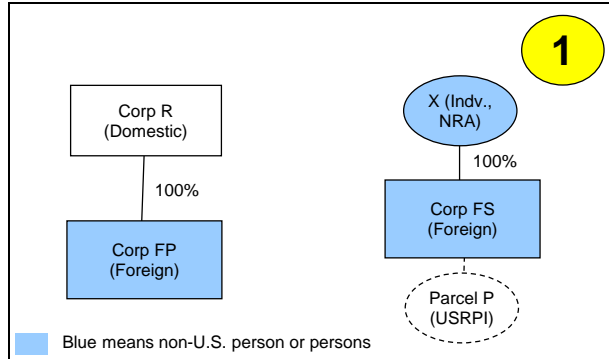 1
Corp R
(Domestic)
100%
Corp FP
(Foreign)
X (Indv.,
NRA)
100%
Corp FS
(Foreign)
Parcel P
(USRPI)
Blue means non-U.S. person or persons